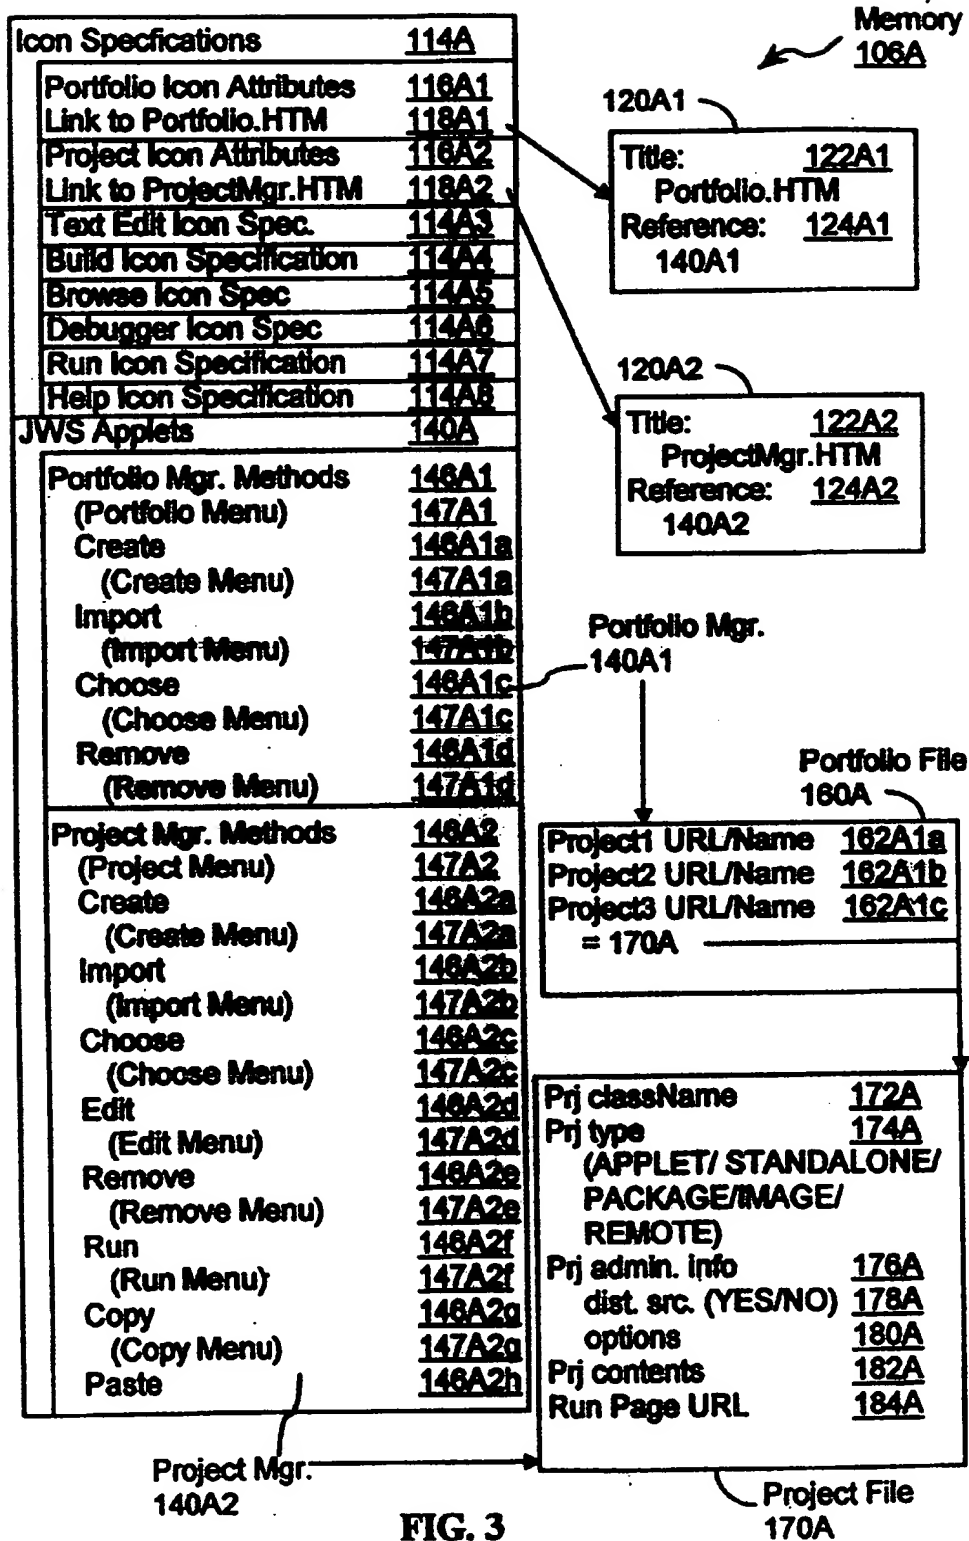 Memory
106A
Icon Specfications 114A
Portfolio Icon Attributes 116A1
Link to Portfolio.HTM 118A1
Project Icon Attributes 116A2
Link to ProjectMgr.HTM 118A2
Text Edit Icon Spec. 114A3
Build Icon Specification 114A4
Browse Icon Spec 114A5
Debugger Icon Spec 114A6
Run Icon Specification 114A7
Help Icon Specification 114A8
JWS Applets 140A
Portfolio Mgr. Methods 146A1
(Portfolio Menu) 147A1
Create 146A1a
(Create Menu) 147A1a
Import 146A1b
(Import Menu) 147A1b
Choose 146A1c
(Choose Menu) 147A1c
Remove 146A1d
(Remove Menu) 147A1d
Project Mgr. Methods 146A2
(Project Menu) 147A2
Create 146A2a
(Create Menu) 147A2a
Import 146A2b
(Import Menu) 147A2b
Choose 146A2c
(Choose Menu) 147A2c
Edit 146A2d
(Edit Menu) 147A2d
Remove 146A2e
(Remove Menu) 147A2e
Run 146A2f
(Run Menu) 147A2f
Copy 146A2g
(Copy Menu) 147A2g
Paste 146A2h
120A1
Title: 122A1
Portfolio.HTM
Reference: 124A1
140A1
120A2
Title: 122A2
ProjectMgr.HTM
Reference: 124A2
140A2
Portfolio Mgr.
140A1
Portfolio File
160A
Project1 URL/Name 162A1a
Project2 URL/Name 162A1b
Project3 URL/Name 162A1c
= 170A
Prj className 172A
Prj type 174A
(APPLET/ STANDALONE/
PACKAGE/IMAGE/
REMOTE)
Prj admin. info 176A
dist. src. (YES/NO) 178A
options 180A
Prj contents 182A
Run Page URL 184A
Project Mgr.
140A2
Project File
170A
FIG. 3